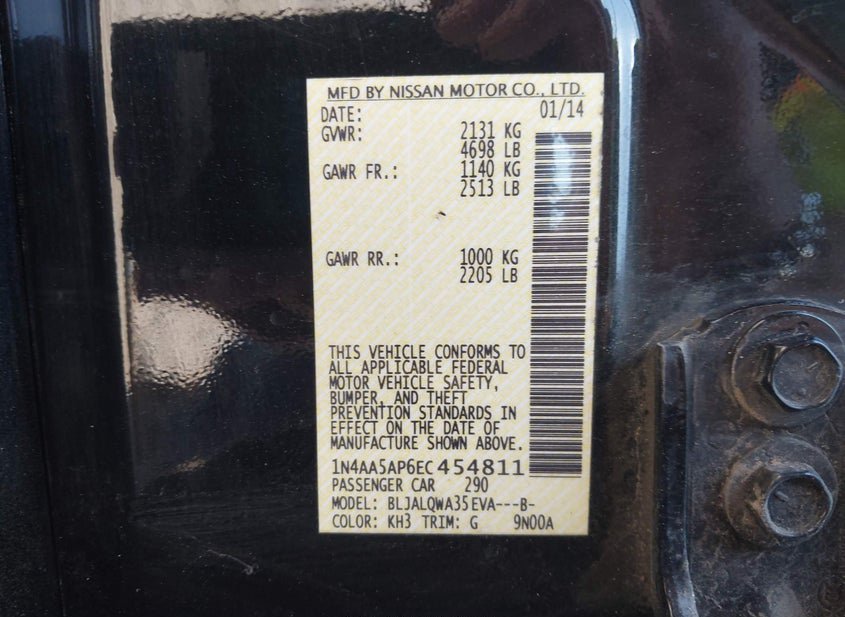 MFD BY NISSAN MOTOR CO., LTD.
DATE: 01/14
GVWR: 2131 KG
4698 LB
GAWR FR.: 1140 KG
2513 LB
GAWR RR.: 1000 KG
2205 LB
THIS VEHICLE CONFORMS TO
ALL APPLICABLE FEDERAL
MOTOR VEHICLE SAFETY,
BUMPER, AND THEFT
PREVENTION STANDARDS IN
EFFECT ON THE DATE OF
MANUFACTURE SHOWN ABOVE.
1N4AA5AP6EC454811
PASSENGER CAR 290
MODEL: BLJALQWA35EVA---B-
COLOR: KH3 TRIM: G 9N00A